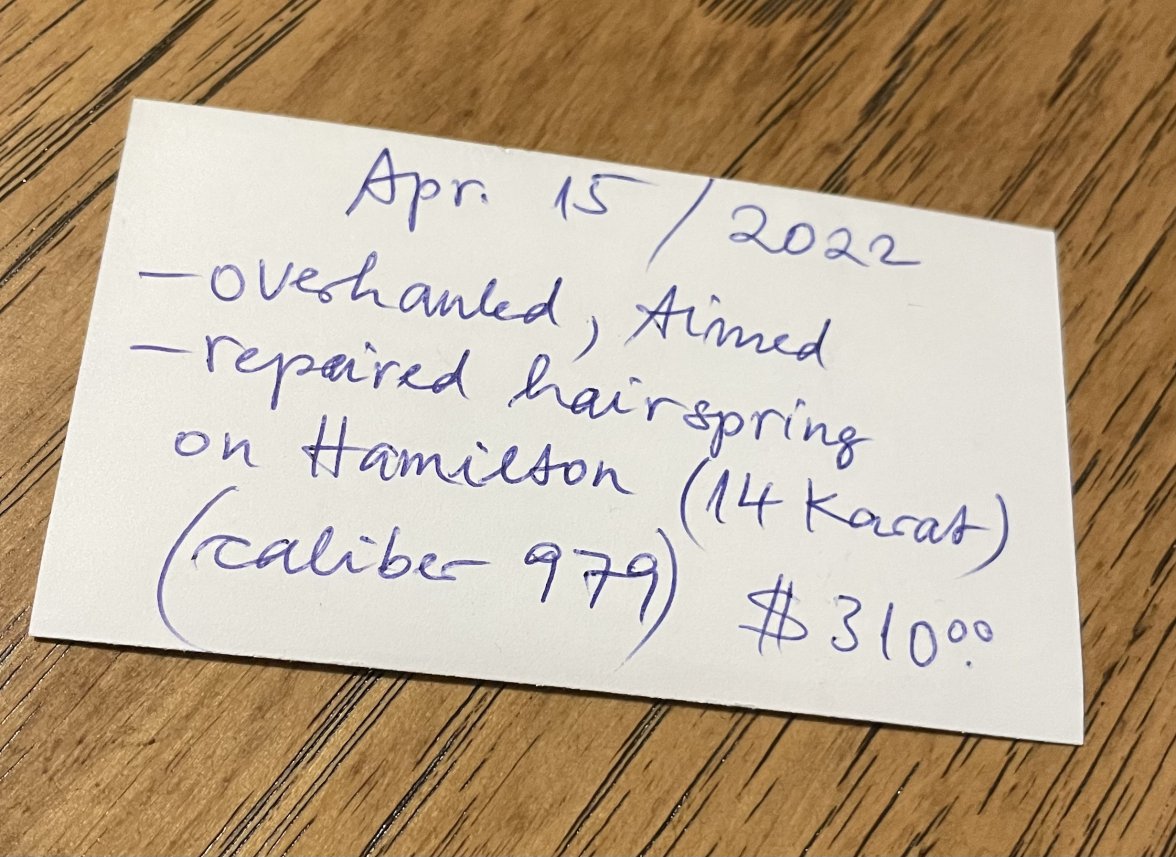 Apr. 15/2022
- overhauled, timed
- repaired hairspring
on Hamilton (14 Karat)
(caliber 979) $310.00